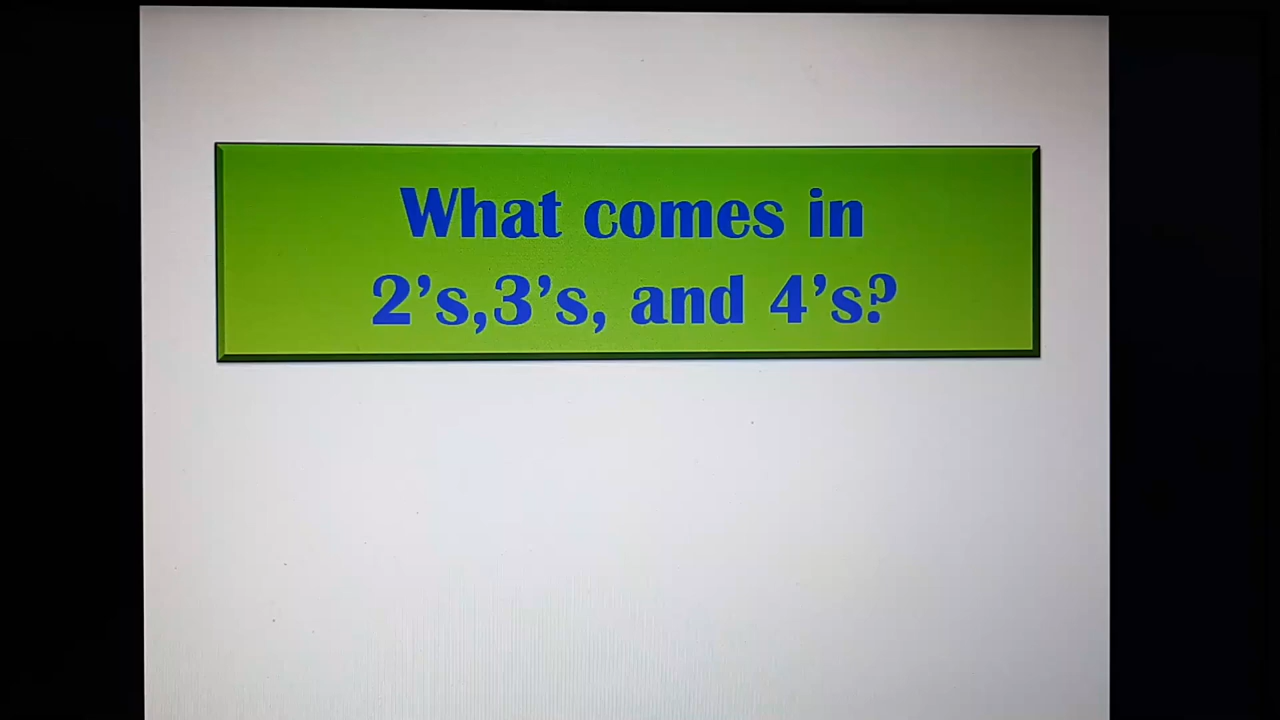 What comes in
2’s,3’s, and 4’s?